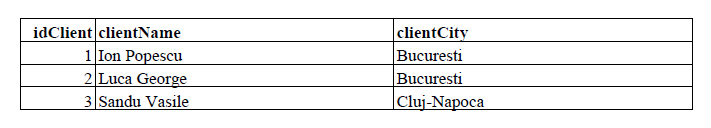 idClient clientName clientCity
1 Ion Popescu Bucuresti
2 Luca George Bucuresti
3 Sandu Vasile Cluj-Napoca